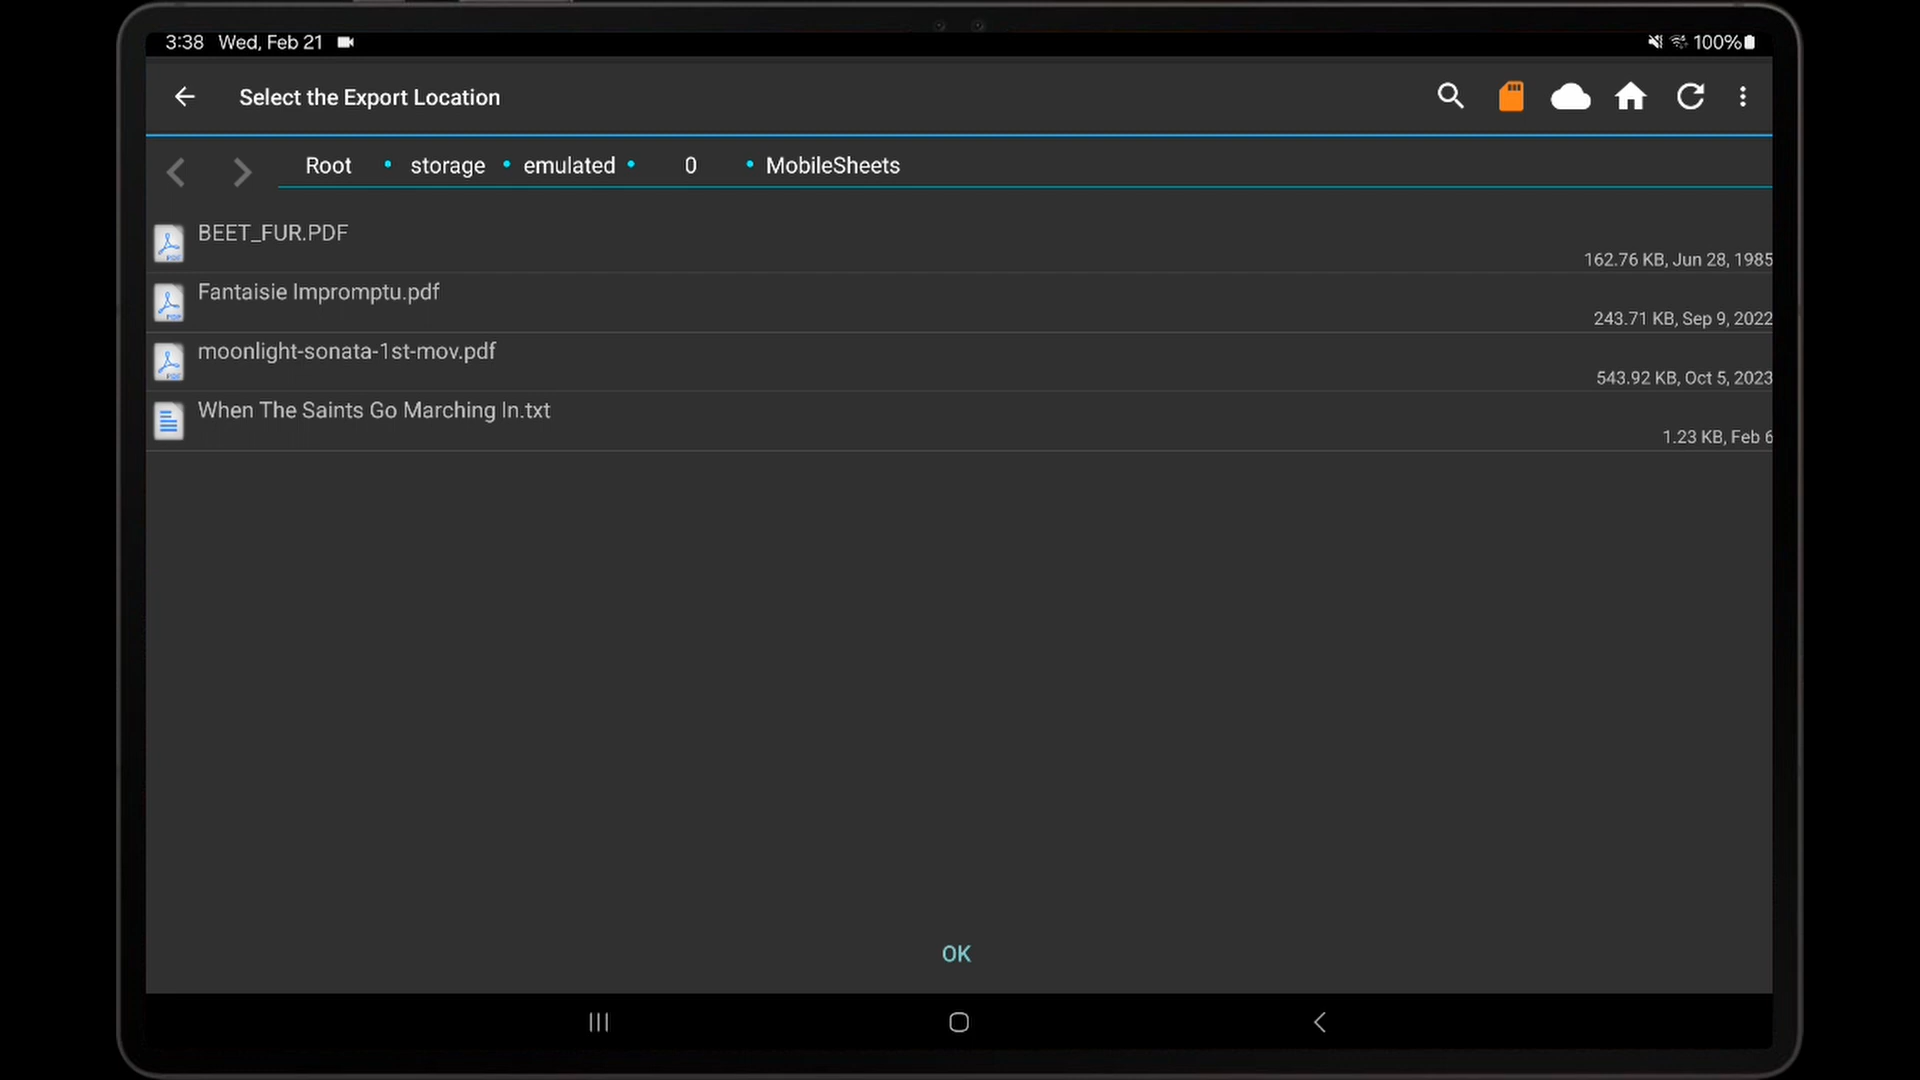 3:38 Wed, Feb 21 100%
Select the Export Location
Root • storage • emulated • 0 • MobileSheets
BEET_FUR.PDF
162.76 KB, Jun 28, 1985
Fantaisie Impromptu.pdf
243.71 KB, Sep 9, 2022
moonlight-sonata-1st-mov.pdf
543.92 KB, Oct 5, 2023
When The Saints Go Marching In.txt
1.23 KB, Feb 6
OK